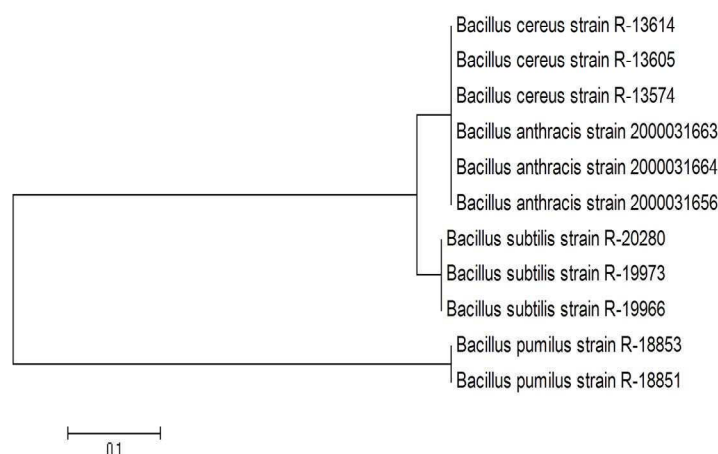 Bacillus cereus strain R-13614
Bacillus cereus strain R-13605
Bacillus cereus strain R-13574
Bacillus anthracis strain 2000031663
Bacillus anthracis strain 2000031664
Bacillus anthracis strain 2000031656
Bacillus subtilis strain R-20280
Bacillus subtilis strain R-19973
Bacillus subtilis strain R-19966
Bacillus pumilus strain R-18853
Bacillus pumilus strain R-18851
0.1